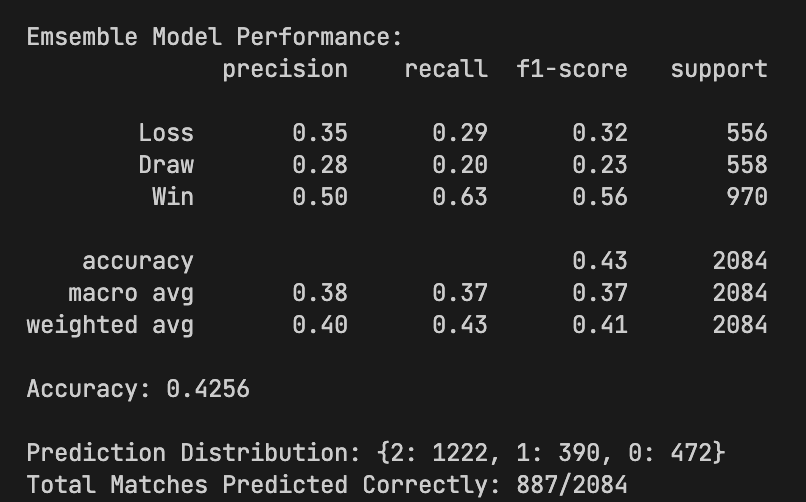 Emsemble Model Performance:
precision recall f1-score support
Loss 0.35 0.29 0.32 556
Draw 0.28 0.20 0.23 558
Win 0.50 0.63 0.56 970
accuracy 0.43 2084
macro avg 0.38 0.37 0.37 2084
weighted avg 0.40 0.43 0.41 2084
Accuracy: 0.4256
Prediction Distribution: {2: 1222, 1: 390, 0: 472}
Total Matches Predicted Correctly: 887/2084